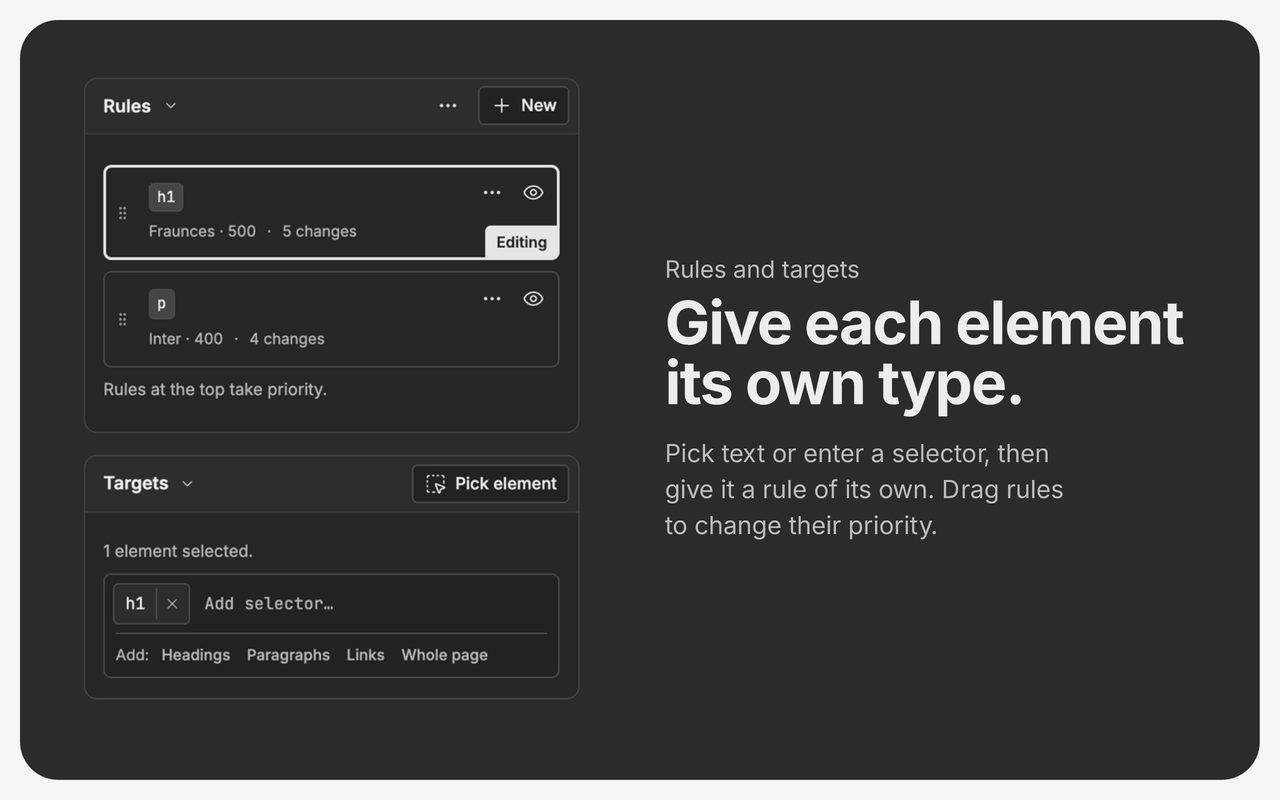 Rules
New
h1
Fraunces · 500 · 5 changes
Editing
p
Inter · 400 · 4 changes
Rules at the top take priority.
Targets
Pick element
1 element selected.
h1 Add selector…
Add: Headings Paragraphs Links Whole page
Rules and targets
Give each element
its own type.
Pick text or enter a selector, then
give it a rule of its own. Drag rules
to change their priority.